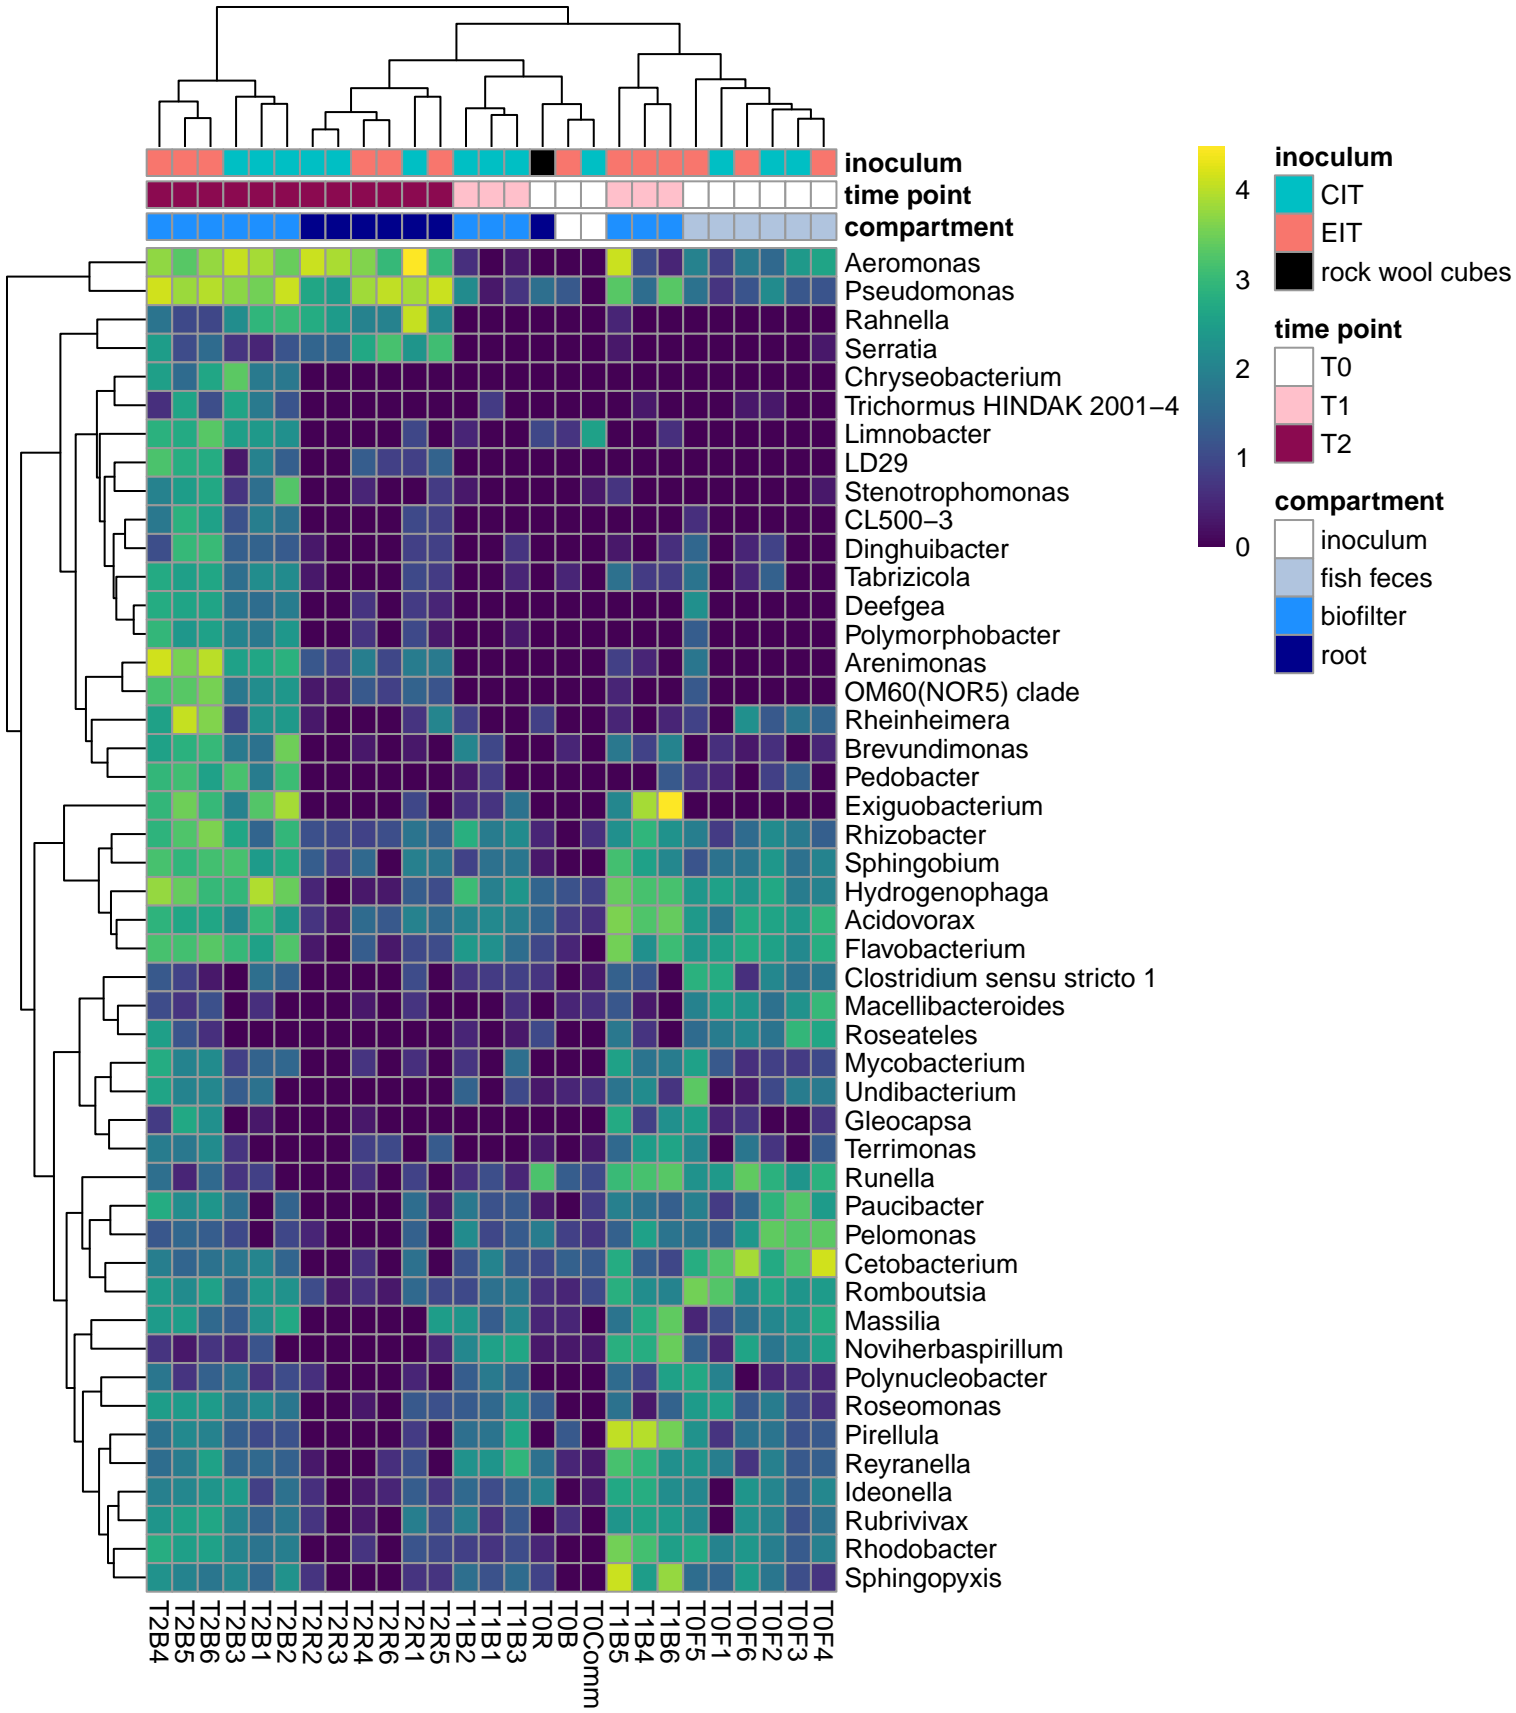 inoculum
time point
compartment
Aeromonas
Pseudomonas
Rahnella
Serratia
Chryseobacterium
Trichormus HINDAK 2001−4
Limnobacter
LD29
Stenotrophomonas
CL500−3
Dinghuibacter
Tabrizicola
Deefgea
Polymorphobacter
Arenimonas
OM60(NOR5) clade
Rheinheimera
Brevundimonas
Pedobacter
Exiguobacterium
Rhizobacter
Sphingobium
Hydrogenophaga
Acidovorax
Flavobacterium
Clostridium sensu stricto 1
Macellibacteroides
Roseateles
Mycobacterium
Undibacterium
Gleocapsa
Terrimonas
Runella
Paucibacter
Pelomonas
Cetobacterium
Romboutsia
Massilia
Noviherbaspirillum
Polynucleobacter
Roseomonas
Pirellula
Reyranella
Ideonella
Rubrivivax
Rhodobacter
Sphingopyxis
T2B4
T2B5
T2B6
T2B3
T2B1
T2B2
T2R2
T2R3
T2R4
T2R6
T2R1
T2R5
T1B2
T1B1
T1B3
T0R
T0B
T0Comm
T1B5
T1B4
T1B6
T0F5
T0F1
T0F6
T0F2
T0F3
T0F4
4
3
2
1
0
inoculum
CIT
EIT
rock wool cubes
time point
T0
T1
T2
compartment
inoculum
fish feces
biofilter
root